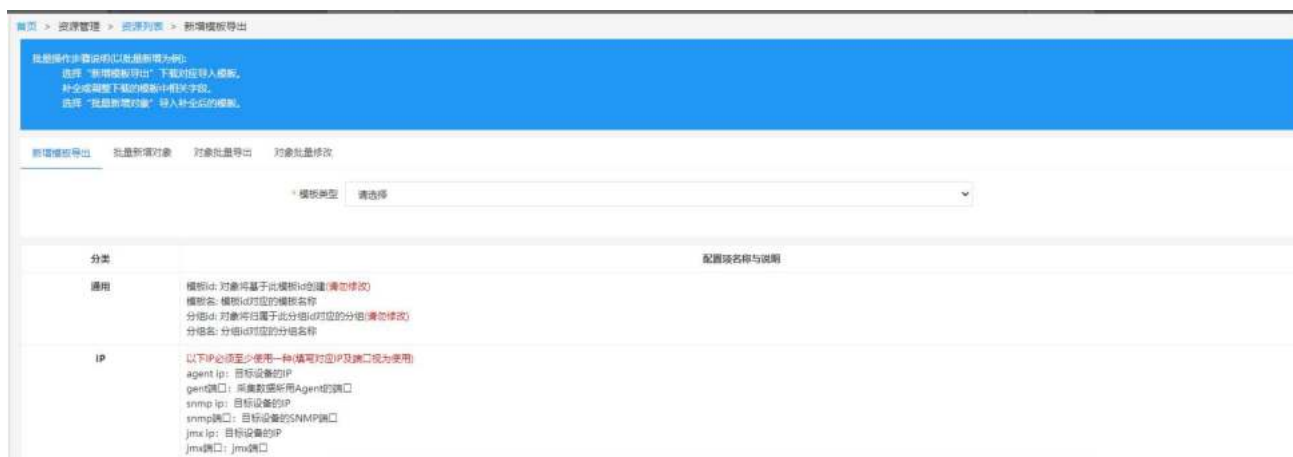 首页 > 资源管理 > 资源列表 > 新增模板导出
批量操作步骤说明(以批量新增为例):
选择 "新增模板导出" 下载对应导入模板。
补全或调整下载的模板中相关字段。
选择 "批量新增对象" 导入补全后的模板。
新增模板导出 批量新增对象 对象批量导出 对象批量修改
* 模板类型 请选择
分类 配置项名称与说明
通用 模板id: 对象将基于此模板id创建(请勿修改)
模板名: 模板id对应的模板名称
分组id: 对象将归属于此分组id对应的分组(请勿修改)
分组名: 分组id对应的分组名称
IP 以下IP必须至少使用一种(填写对应IP及端口视为使用)
agent ip: 目标设备的IP
gent端口: 采集数据所用Agent的端口
snmp ip: 目标设备的IP
snmp端口: 目标设备的SNMP端口
jmx ip: 目标设备的IP
jmx端口: jmx端口